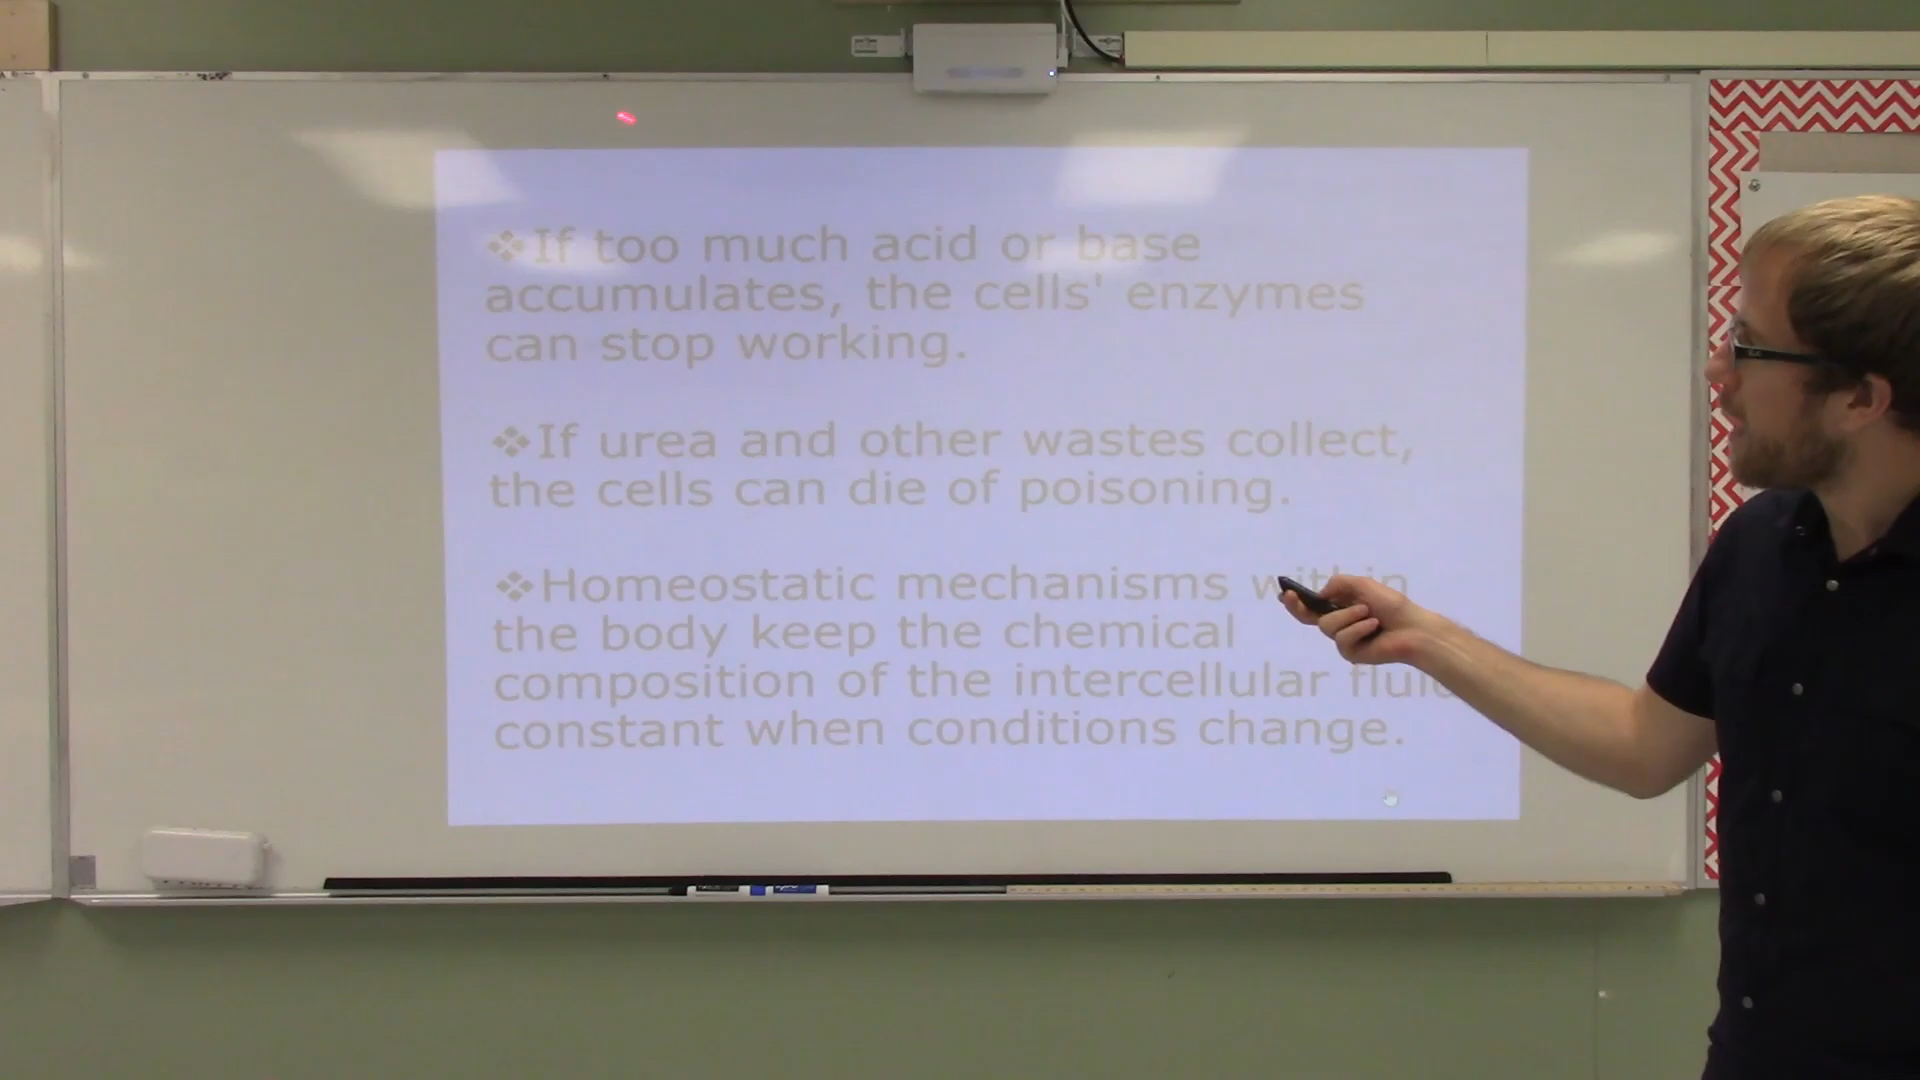 ❖If too much acid or base
accumulates, the cells' enzymes
can stop working.
❖If urea and other wastes collect,
the cells can die of poisoning.
❖Homeostatic mechanisms within
the body keep the chemical
composition of the intercellular fluid
constant when conditions change.